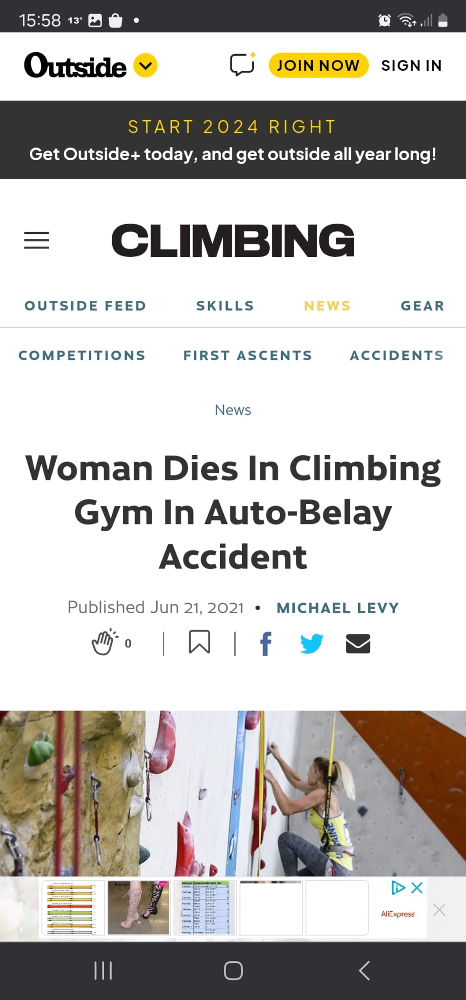 15:58 13°
Outside
JOIN NOW
SIGN IN
START 2024 RIGHT
Get Outside+ today, and get outside all year long!
CLIMBING
OUTSIDE FEED
SKILLS
NEWS
GEAR
COMPETITIONS
FIRST ASCENTS
ACCIDENTS
News
Woman Dies In Climbing
Gym In Auto-Belay
Accident
Published Jun 21, 2021 • MICHAEL LEVY
0
UKRAINE
AliExpress